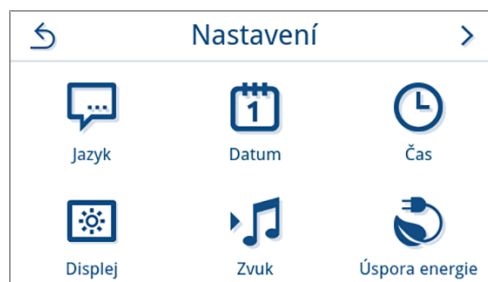 Nastavení
...
1
Jazyk
Datum
Čas
Displej
Zvuk
Úspora energie